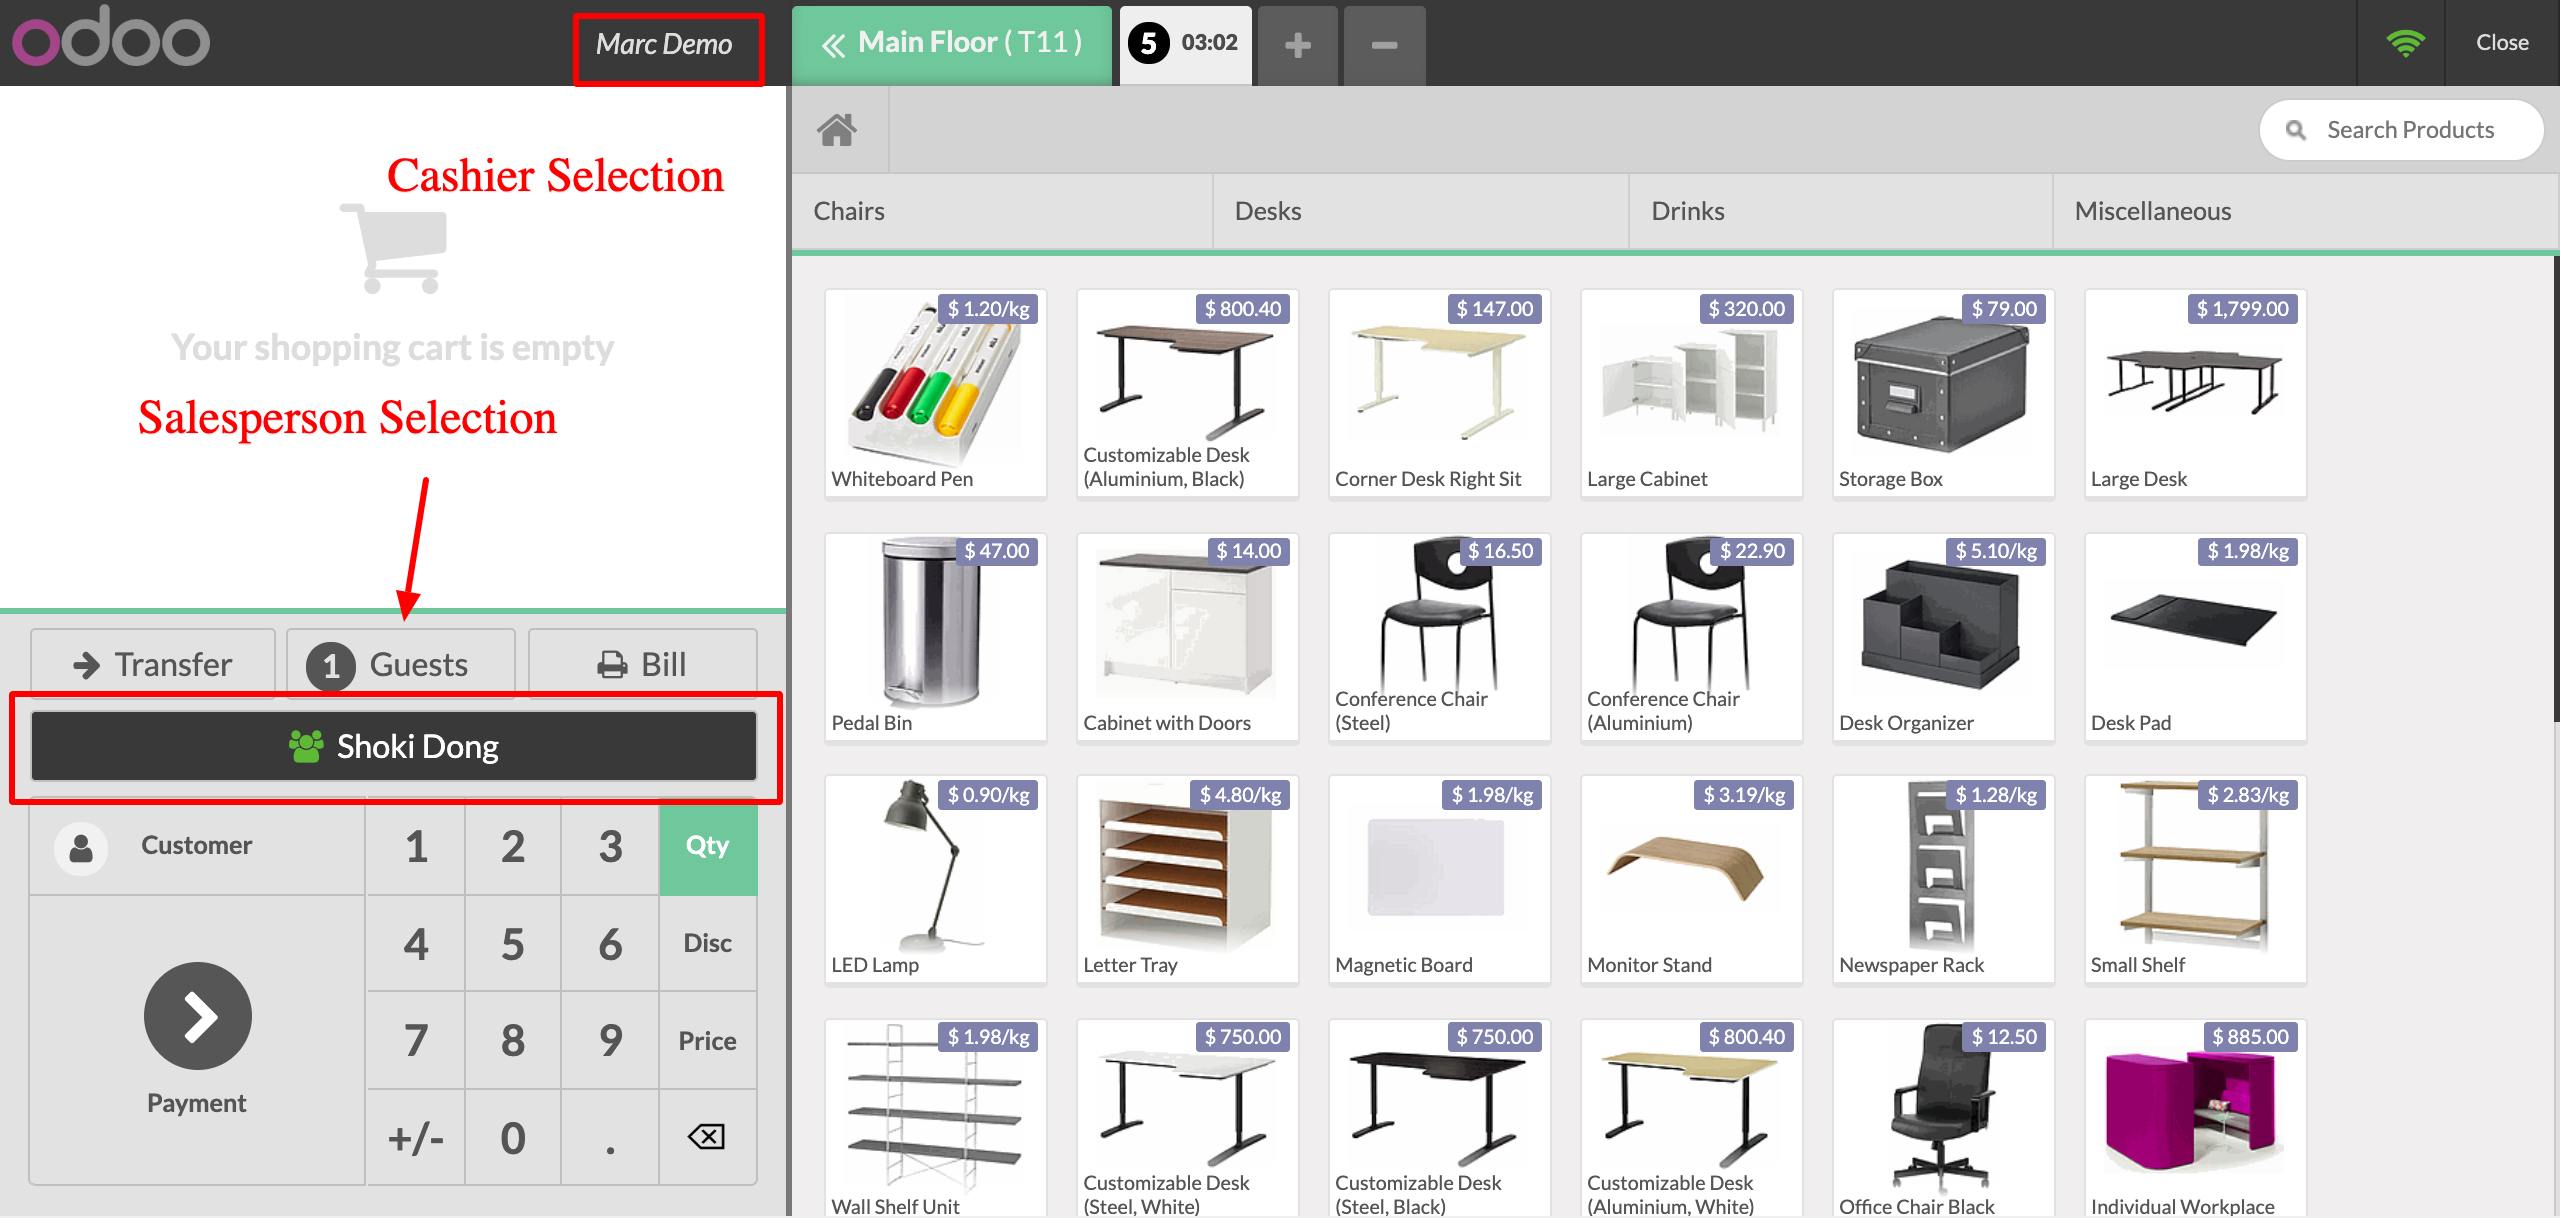 odoo
Marc Demo
Main Floor ( T11 )
5 03:02
+
−
Close
Search Products
Cashier Selection
Your shopping cart is empty
Salesperson Selection
Transfer
1 Guests
Bill
Shoki Dong
Customer
1 2 3 Qty
4 5 6 Disc
7 8 9 Price
+/- 0 .
Payment
Chairs
Desks
Drinks
Miscellaneous
$ 1.20/kg
Whiteboard Pen
$ 800.40
Customizable Desk
(Aluminium, Black)
$ 147.00
Corner Desk Right Sit
$ 320.00
Large Cabinet
$ 79.00
Storage Box
$ 1,799.00
Large Desk
$ 47.00
Pedal Bin
$ 14.00
Cabinet with Doors
$ 16.50
Conference Chair
(Steel)
$ 22.90
Conference Chair
(Aluminium)
$ 5.10/kg
Desk Organizer
$ 1.98/kg
Desk Pad
$ 0.90/kg
LED Lamp
$ 4.80/kg
Letter Tray
$ 1.98/kg
Magnetic Board
$ 3.19/kg
Monitor Stand
$ 1.28/kg
Newspaper Rack
$ 2.83/kg
Small Shelf
$ 1.98/kg
Wall Shelf Unit
$ 750.00
Customizable Desk
(Steel, White)
$ 750.00
Customizable Desk
(Steel, Black)
$ 800.40
Customizable Desk
(Aluminium, White)
$ 12.50
Office Chair Black
$ 885.00
Individual Workplace